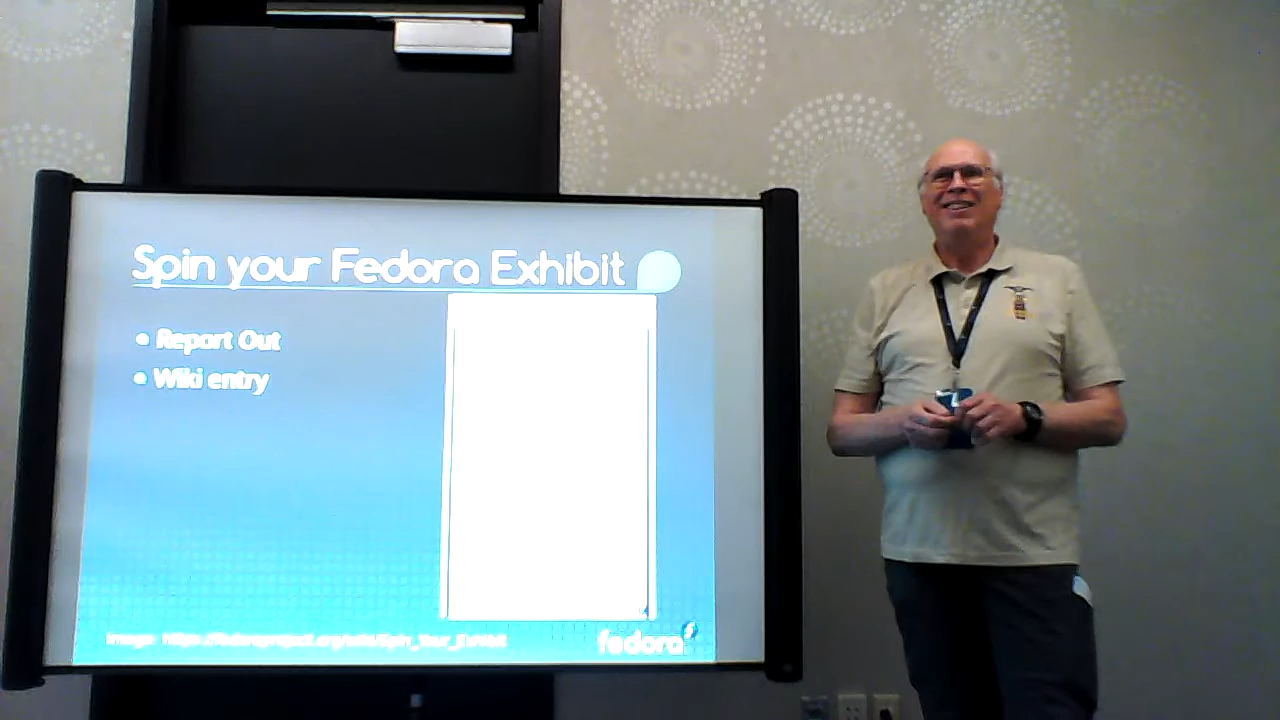 Spin your Fedora Exhibit
• Report Out
• Wiki entry
Image: https://fedoraproject.org/wiki/Spin_Your_Exhibit
fedora